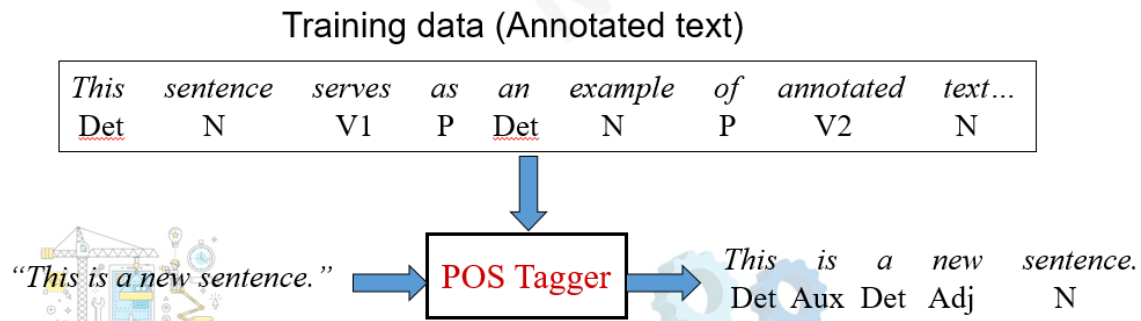 Training data (Annotated text)
This sentence serves as an example of annotated text...
Det N V1 P Det N P V2 N
“This is a new sentence.”
POS Tagger
This is a new sentence.
Det Aux Det Adj N